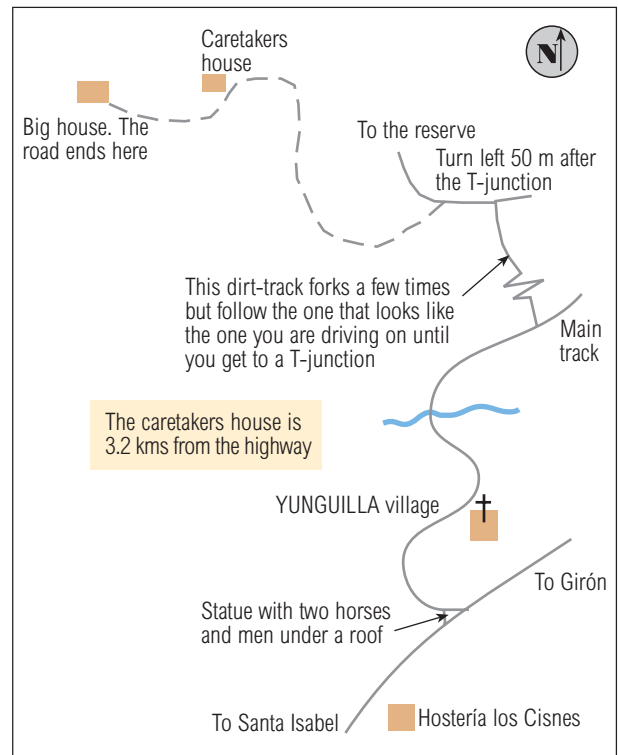 Caretakers
house
N
Big house. The
road ends here
To the reserve
Turn left 50 m after
the T-junction
This dirt-track forks a few times
but follow the one that looks like
the one you are driving on until
you get to a T-junction
Main
track
The caretakers house is
3.2 kms from the highway
YUNGUILLA village
To Girón
Statue with two horses
and men under a roof
To Santa Isabel
Hostería los Cisnes